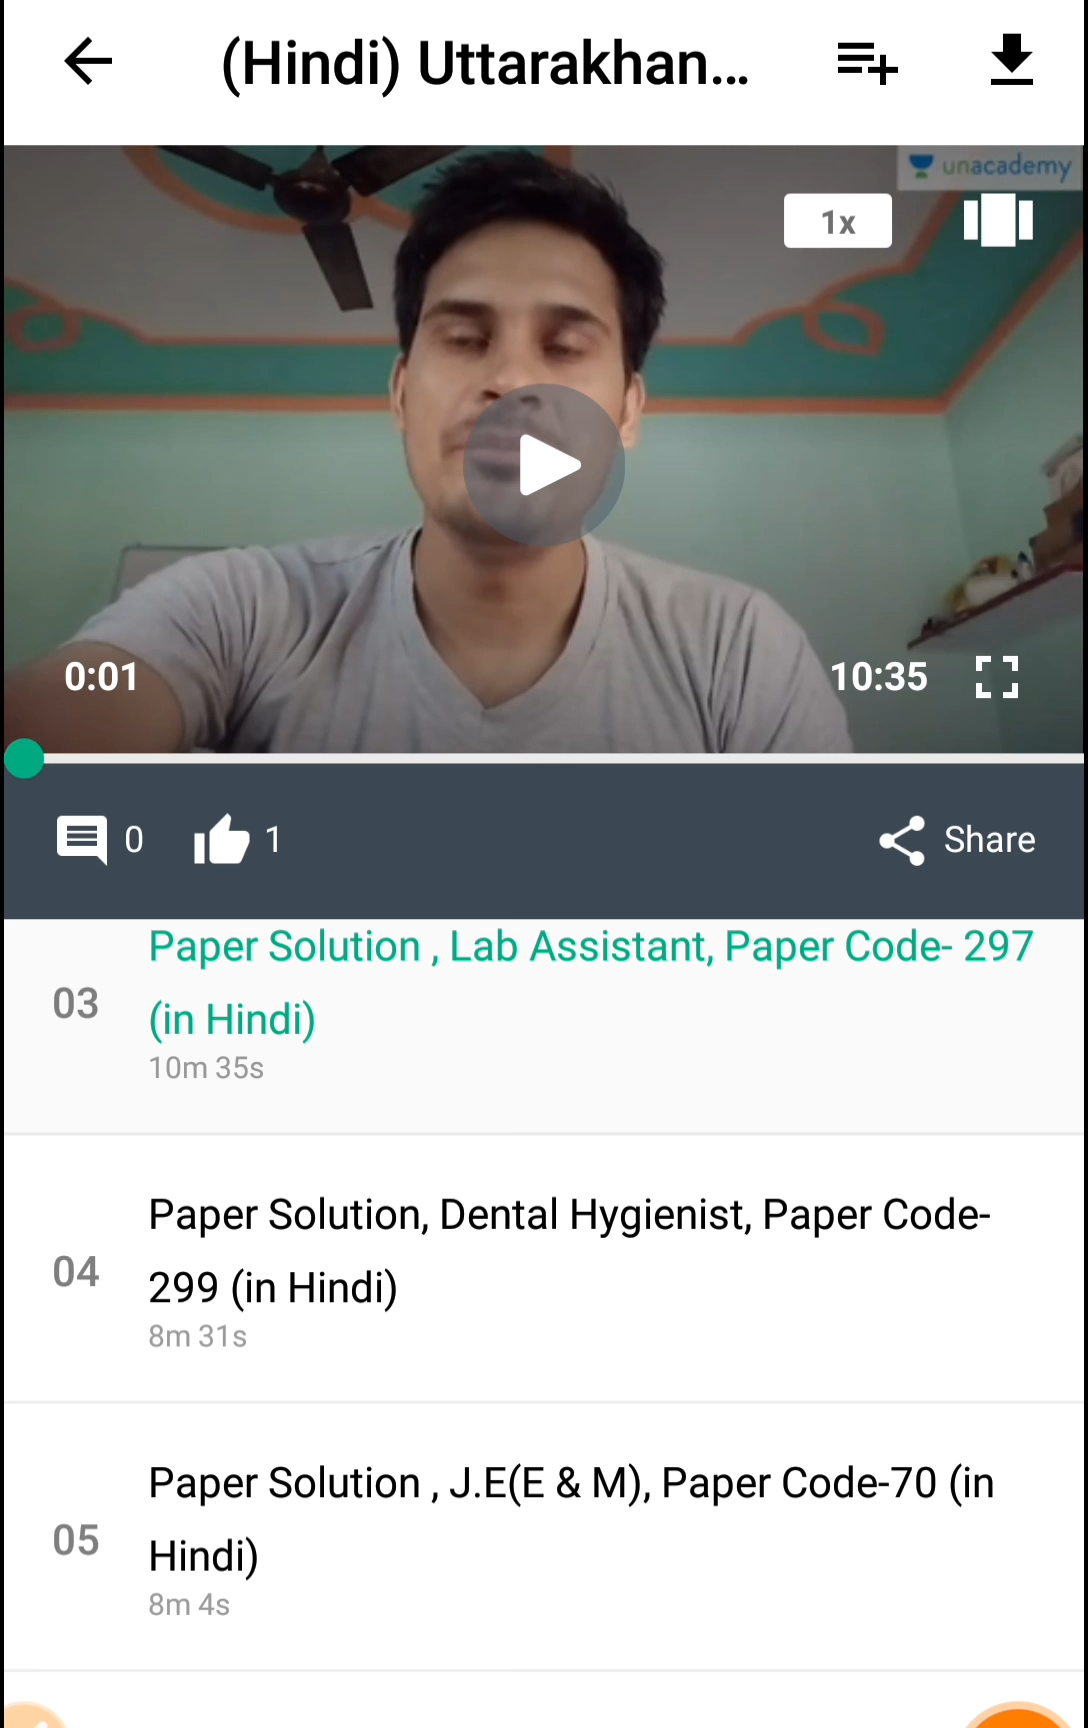 (Hindi) Uttarakhan...
unacademy
1x
0:01
10:35
0
1
Share
Paper Solution , Lab Assistant, Paper Code- 297
03
(in Hindi)
10m 35s
Paper Solution, Dental Hygienist, Paper Code-
04
299 (in Hindi)
8m 31s
Paper Solution , J.E(E & M), Paper Code-70 (in
05
Hindi)
8m 4s